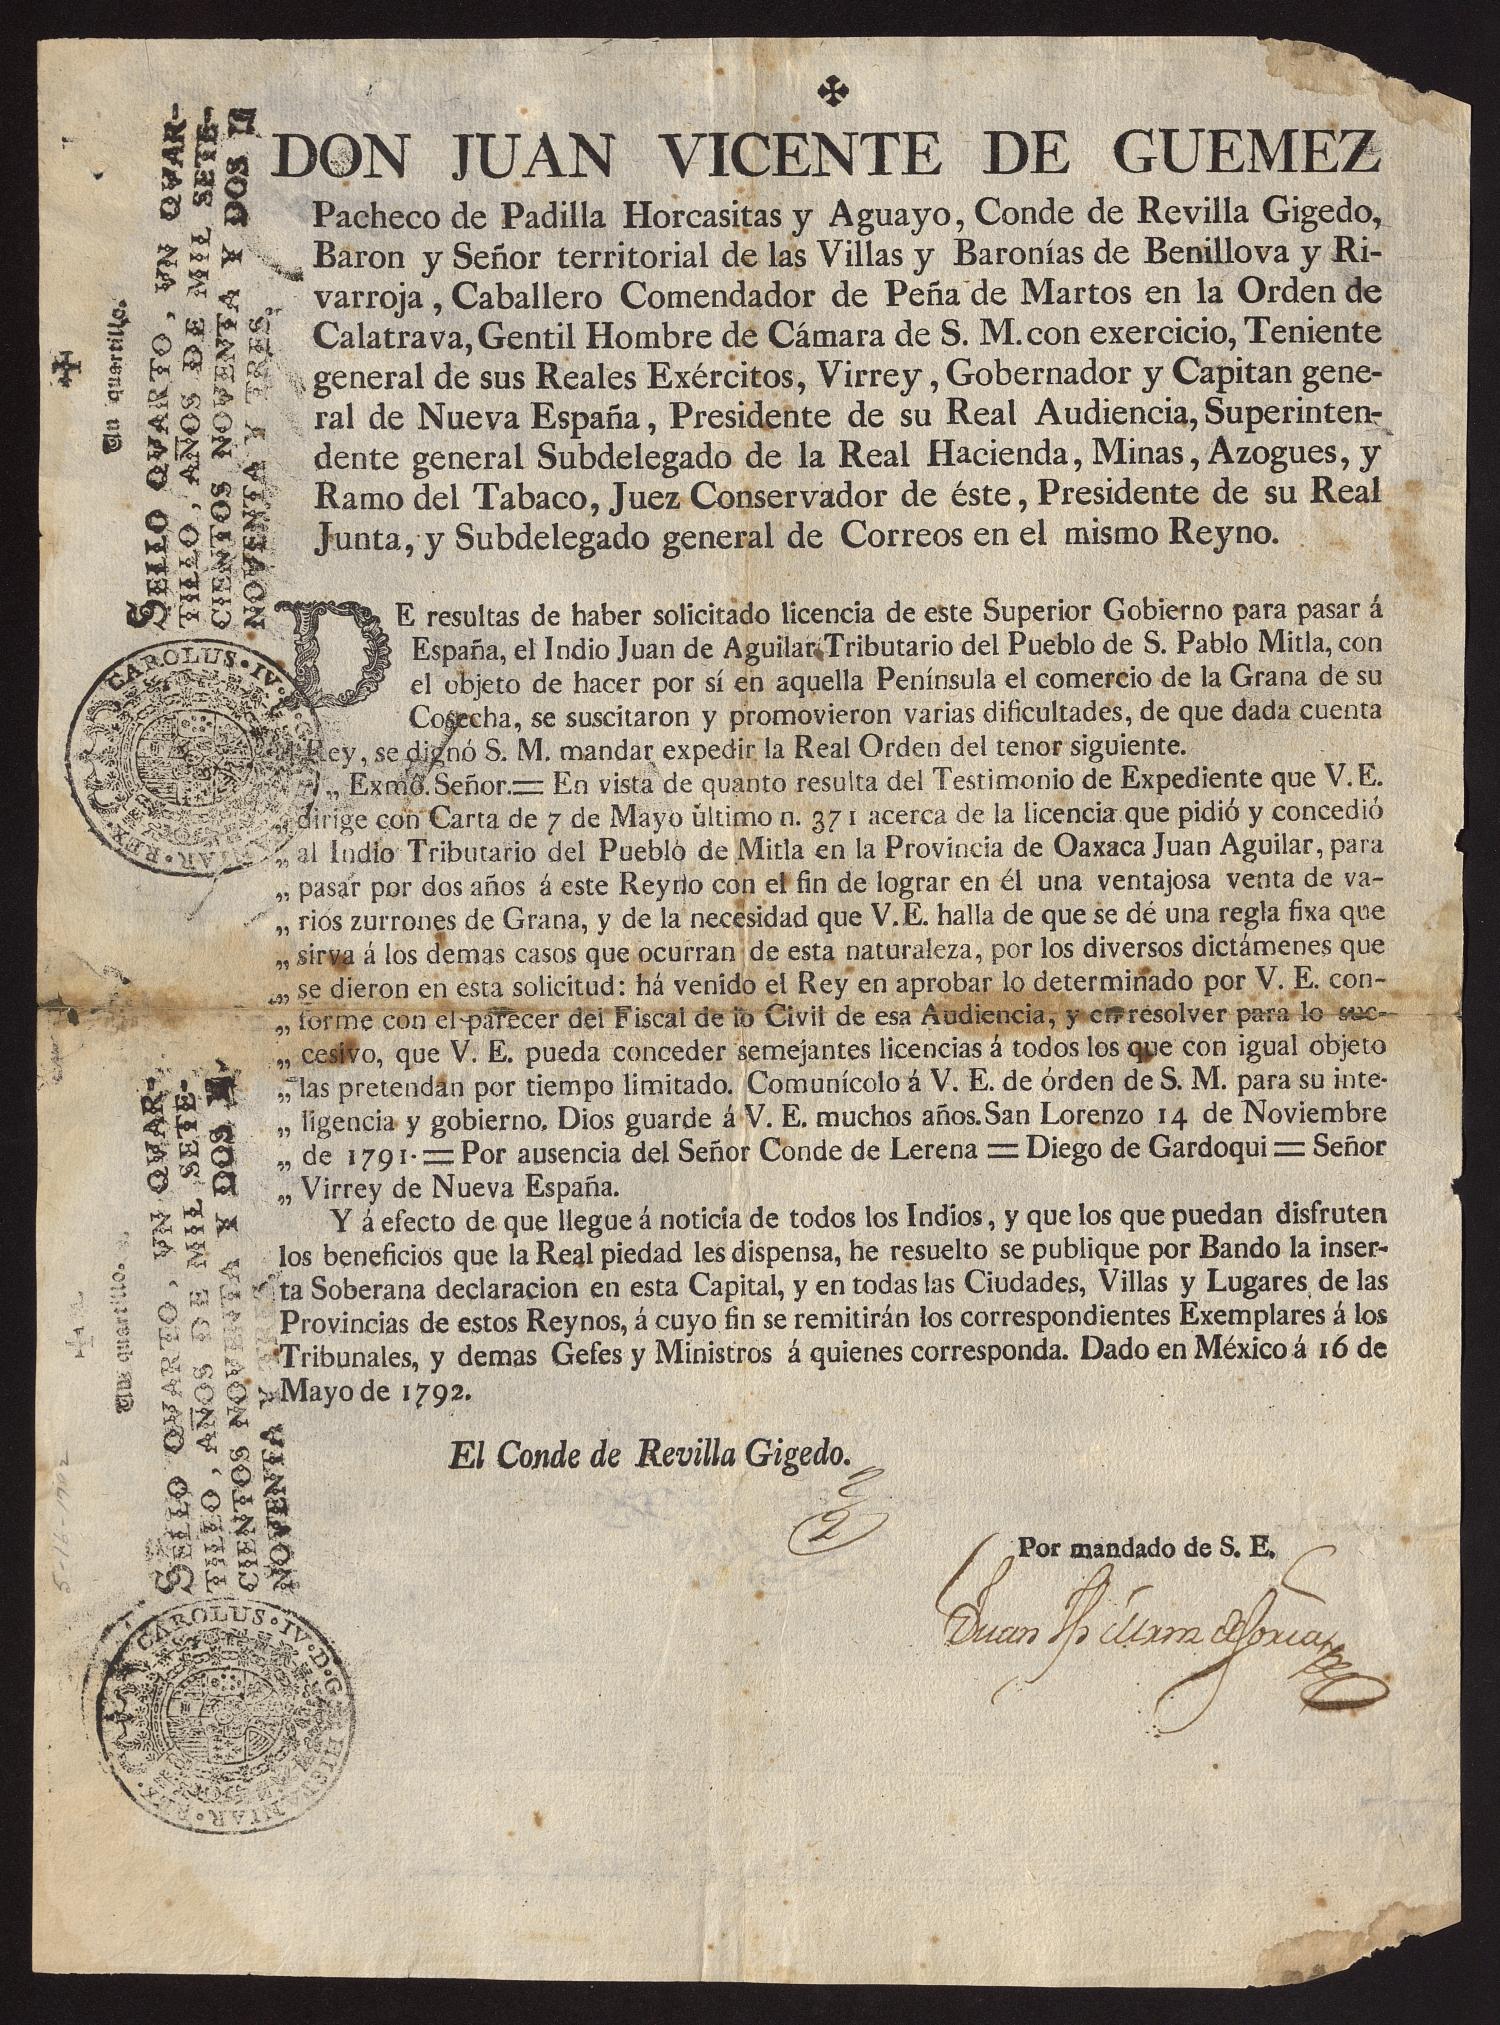 DON JUAN VICENTE DE GUEMEZ
Pacheco de Padilla Horcasitas y Aguayo, Conde de Revilla Gigedo,
Baron y Señor territorial de las Villas y Baronías de Benillova y Ri-
varroja, Caballero Comendador de Peña de Martos en la Orden de
Calatrava, Gentil Hombre de Cámara de S. M. con exercicio, Teniente
general de sus Reales Exércitos, Virrey, Gobernador y Capitan gene-
ral de Nueva España, Presidente de su Real Audiencia, Superinten-
dente general Subdelegado de la Real Hacienda, Minas, Azogues, y
Ramo del Tabaco, Juez Conservador de éste, Presidente de su Real
Junta, y Subdelegado general de Correos en el mismo Reyno.
DE resultas de haber solicitado licencia de este Superior Gobierno para pasar á
España, el Indio Juan de Aguilar Tributario del Pueblo de S. Pablo Mitla, con
el objeto de hacer por sí en aquella Península el comercio de la Grana de su
Cosecha, se suscitaron y promovieron varias dificultades, de que dada cuenta
al Rey, se dignó S. M. mandar expedir la Real Orden del tenor siguiente.
„ Exmô. Señor.= En vista de quanto resulta del Testimonio de Expediente que V. E.
„ dirige con Carta de 7 de Mayo último n. 371 acerca de la licencia que pidió y concedió
„ al Indio Tributario del Pueblo de Mitla en la Provincia de Oaxaca Juan Aguilar, para
„ pasar por dos años á este Reyno con el fin de lograr en él una ventajosa venta de va-
„ rios zurrones de Grana, y de la necesidad que V. E. halla de que se dé una regla fixa que
„ sirva á los demas casos que ocurran de esta naturaleza, por los diversos dictámenes que
„ se dieron en esta solicitud: há venido el Rey en aprobar lo determinado por V. E. con-
„ forme con el parecer del Fiscal de lo Civil de esa Audiencia, y en resolver para lo suc-
„ cesivo, que V. E. pueda conceder semejantes licencias á todos los que con igual objeto
„ las pretendan por tiempo limitado. Comunícolo á V. E. de órden de S. M. para su inte-
„ ligencia y gobierno. Dios guarde á V. E. muchos años. San Lorenzo 14 de Noviembre
„ de 1791.= Por ausencia del Señor Conde de Lerena = Diego de Gardoqui = Señor
„ Virrey de Nueva España.
Y á efecto de que llegue á noticia de todos los Indios, y que los que puedan disfruten
los beneficios que la Real piedad les dispensa, he resuelto se publique por Bando la inser-
ta Soberana declaracion en esta Capital, y en todas las Ciudades, Villas y Lugares de las
Provincias de estos Reynos, á cuyo fin se remitirán los correspondientes Exemplares á los
Tribunales, y demas Gefes y Ministros á quienes corresponda. Dado en México á 16 de
Mayo de 1792.
El Conde de Revilla Gigedo.
Por mandado de S. E.
Un quartillo.
SELLO QVARTO, VN QVAR-
TILLO, AÑOS DE MIL SETE-
CIENTOS NOVENTA Y DOS Y
NOVENTA Y TRES.
CAROLUS·IV·D·G·HISPANIAR·REX·
Un quartillo.
SELLO QVARTO, VN QVAR-
TILLO, AÑOS DE MIL SETE-
CIENTOS NOVENTA Y DOS Y
NOVENTA Y TRES.
CAROLUS·IV·D·G·HISPANIAR·REX·
5-16-1792